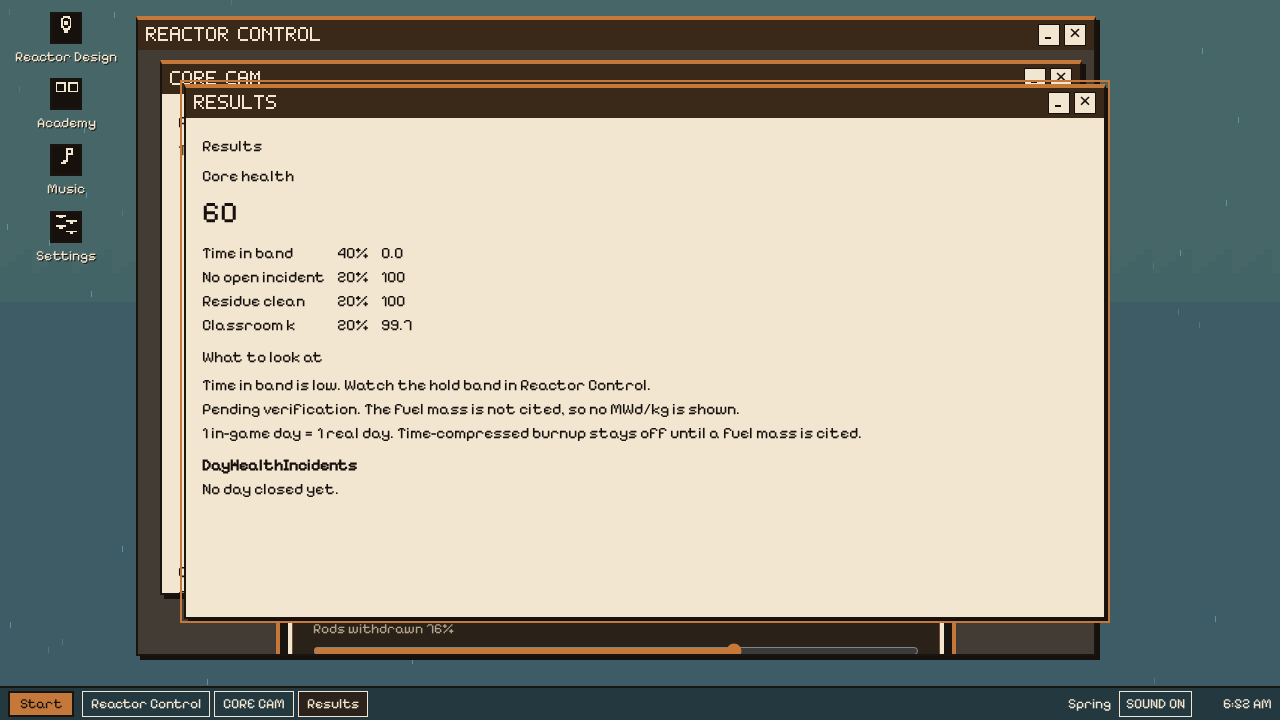 Reactor Design
Academy
Music
Settings
REACTOR CONTROL
CORE CAM
RESULTS
Results
Core health
60
Time in band 40% 0.0
No open incident 20% 100
Residue clean 20% 100
Classroom k 20% 99.7
What to look at
Time in band is low. Watch the hold band in Reactor Control.
Pending verification. The fuel mass is not cited, so no MWd/kg is shown.
1 in-game day = 1 real day. Time-compressed burnup stays off until a fuel mass is cited.
DayHealthIncidents
No day closed yet.
Rods withdrawn 76%
Start Reactor Control CORE CAM Results Spring SOUND ON 6:52 AM